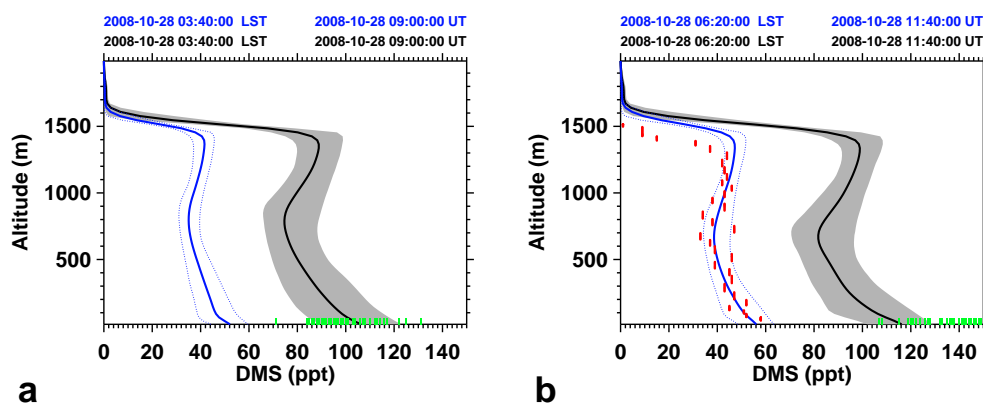 2008-10-28 03:40:00 LST 2008-10-28 09:00:00 UT
2008-10-28 03:40:00 LST 2008-10-28 09:00:00 UT
1500
1000
500
Altitude (m)
0 20 40 60 80 100 120 140
DMS (ppt)
a
2008-10-28 06:20:00 LST 2008-10-28 11:40:00 UT
2008-10-28 06:20:00 LST 2008-10-28 11:40:00 UT
1500
1000
500
Altitude (m)
0 20 40 60 80 100 120 140
DMS (ppt)
b